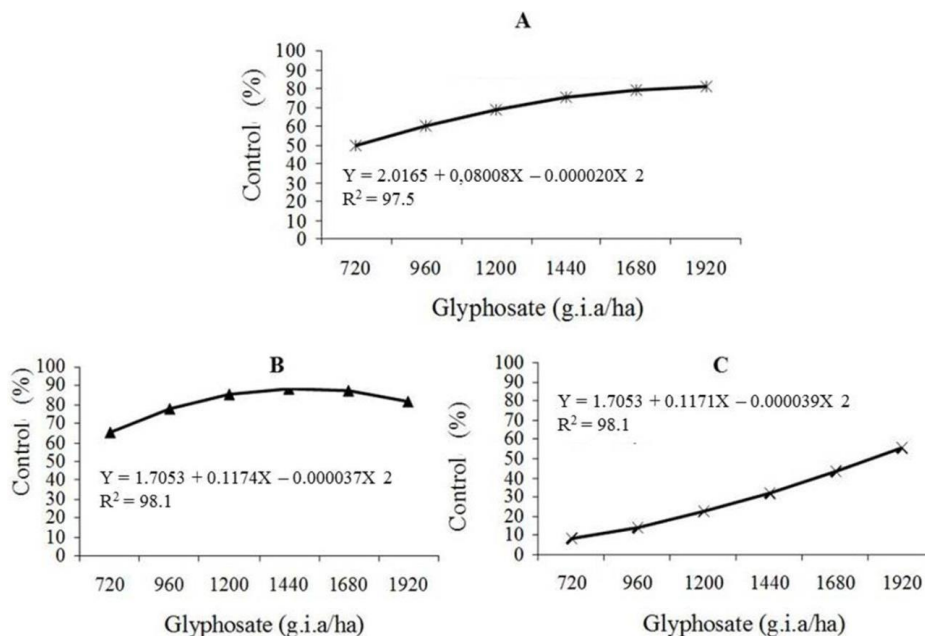 A
Control (%)
100
90
80
70
60
50
40
30
20
10
0
Y = 2.0165 + 0,08008X – 0.000020X 2
R² = 97.5
720 960 1200 1440 1680 1920
Glyphosate (g.i.a/ha)
B
Control (%)
100
90
80
70
60
50
40
30
20
10
0
Y = 1.7053 + 0.1174X – 0.000037X 2
R² = 98.1
720 960 1200 1440 1680 1920
Glyphosate (g.i.a/ha)
C
Control (%)
100
90
80
70
60
50
40
30
20
10
0
Y = 1.7053 + 0.1171X – 0.000039X 2
R² = 98.1
720 960 1200 1440 1680 1920
Glyphosate (g.i.a/ha)